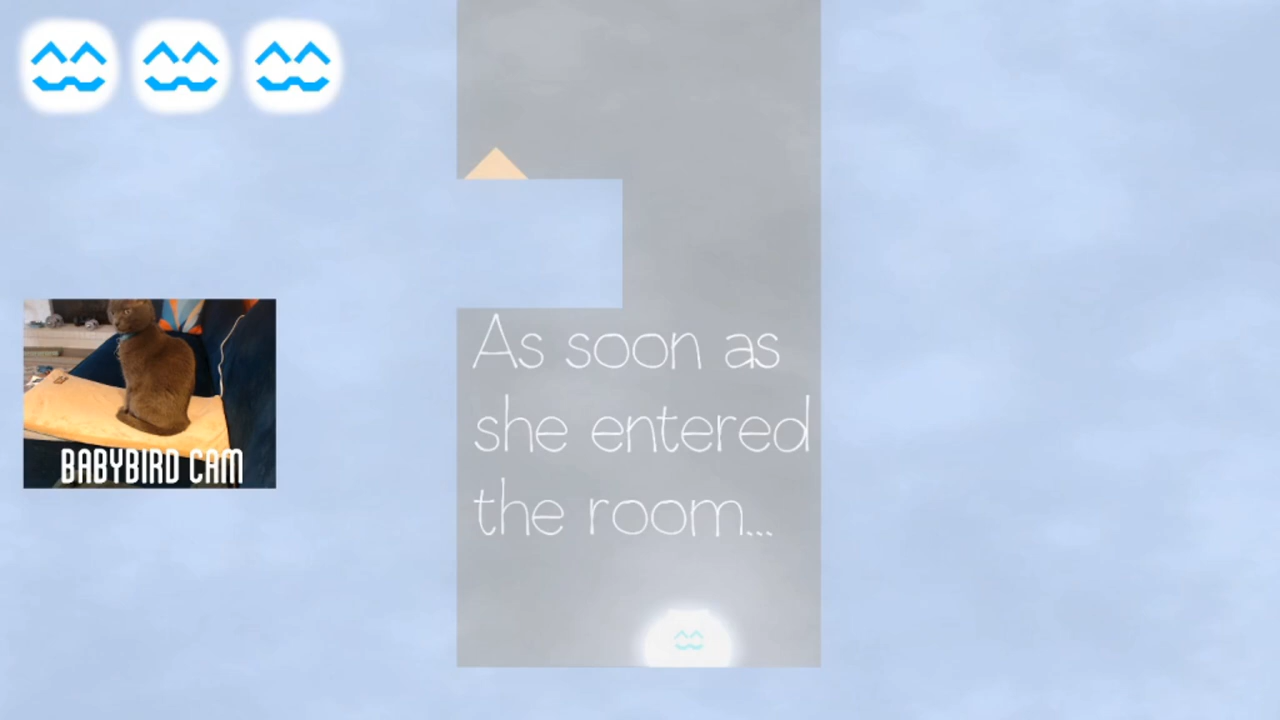 As soon as
she entered
the room...
BABYBIRD CAM